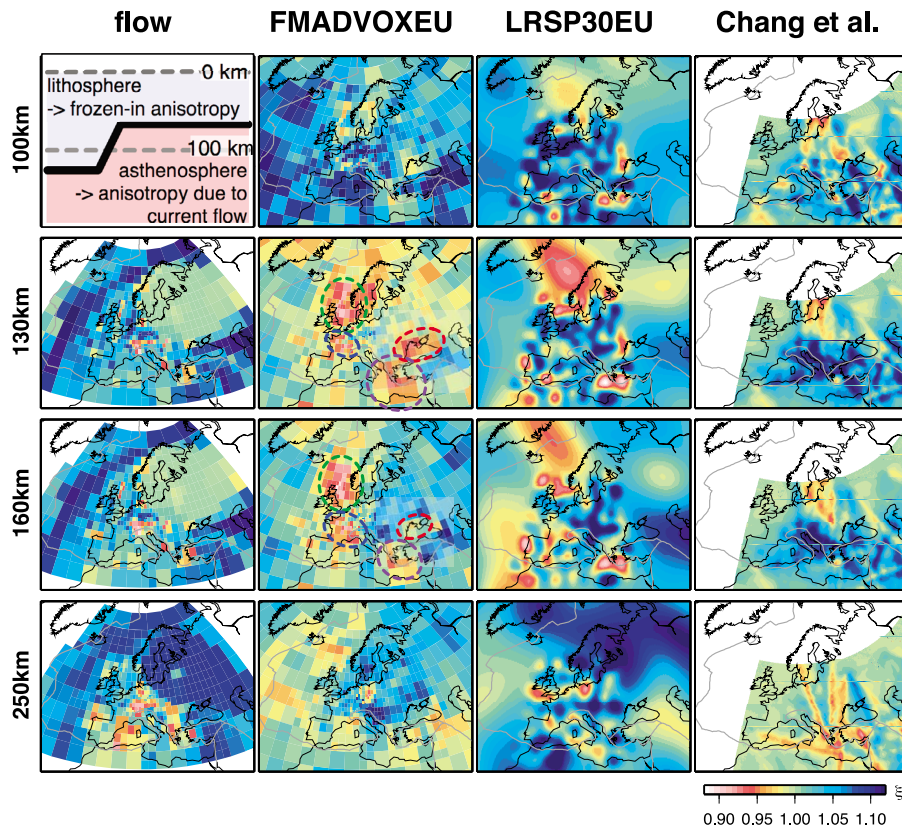 flow FMADVOXEU LRSP30EU Chang et al.
100km
0 km
lithosphere
-> frozen-in anisotropy
100 km
asthenosphere
-> anisotropy due to
current flow
130km
160km
250km
ξ
0.90 0.95 1.00 1.05 1.10